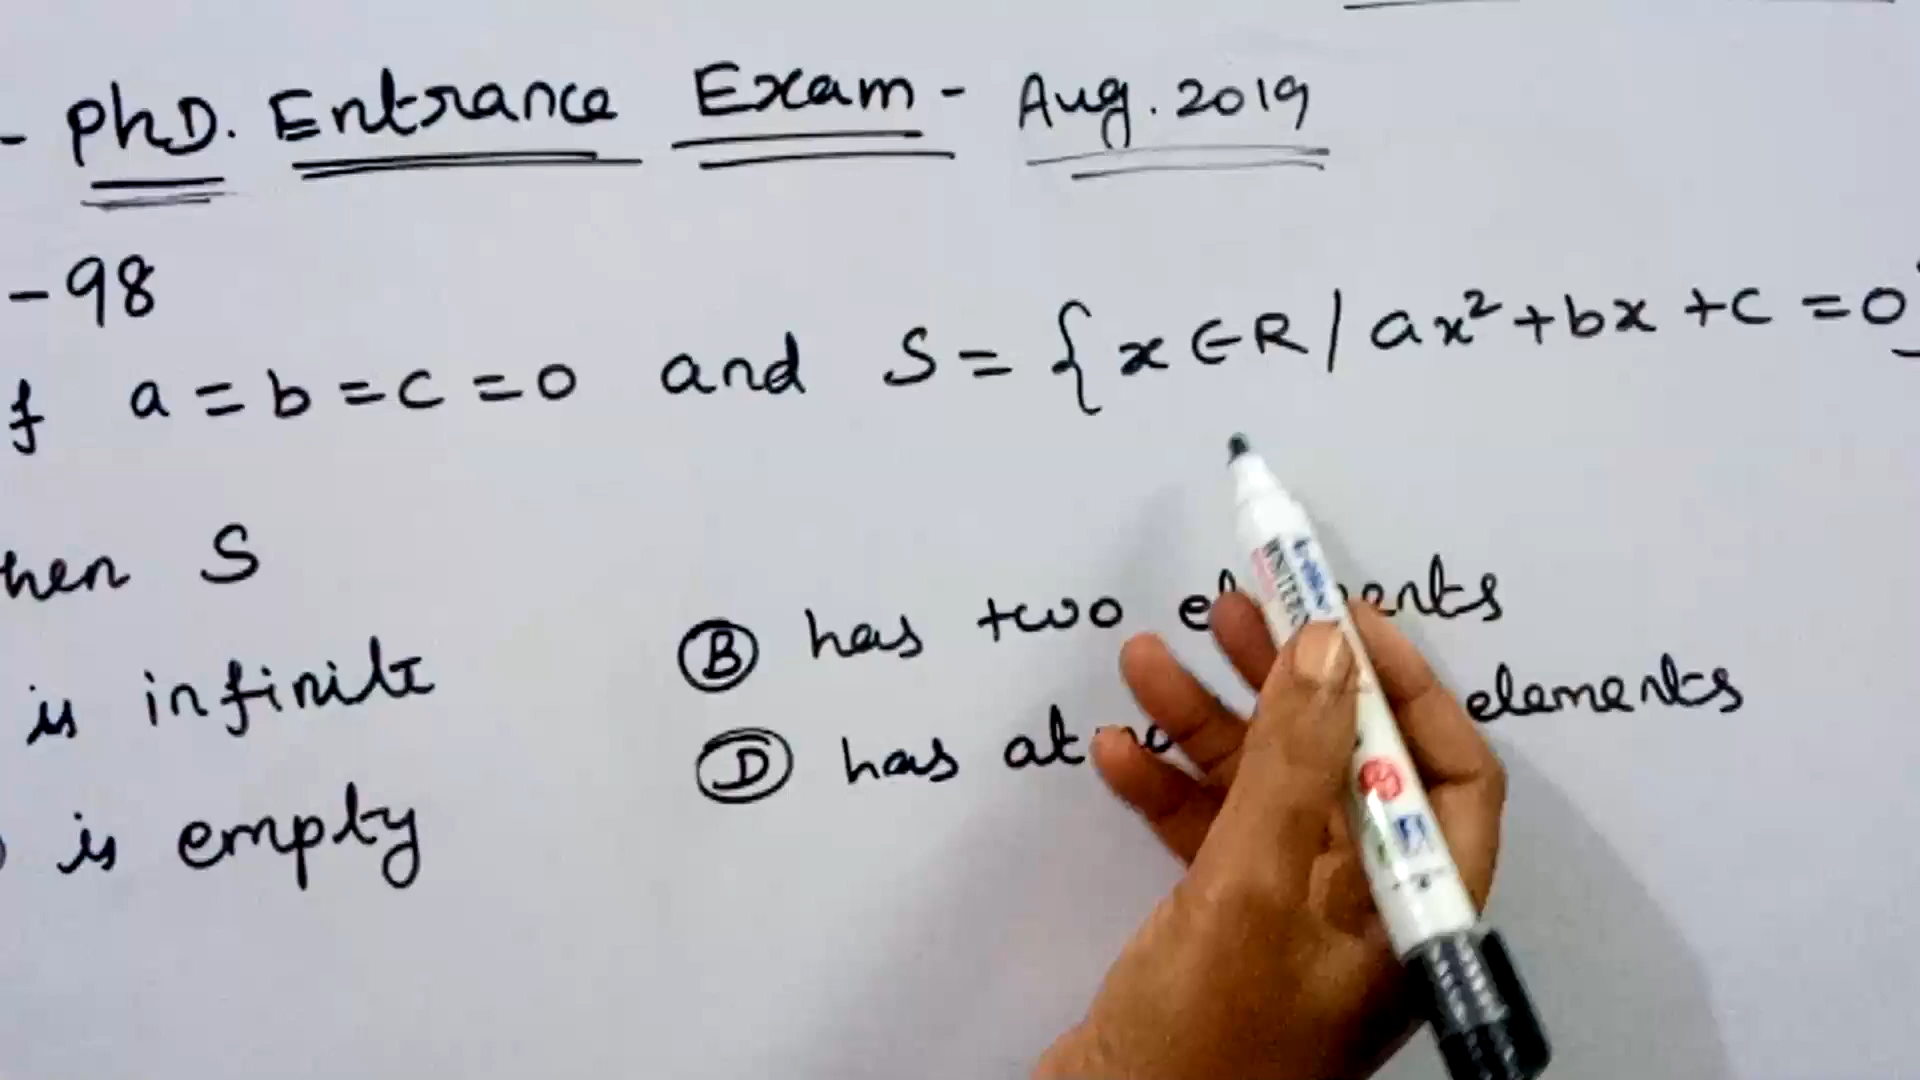 - PhD. Entrance Exam - Aug. 2019
- 98
f a = b = c = 0 and S = { x ∈ R / ax² + bx + c = 0 }
hen S
is infinite (B) has two elements
is empty (D) has elements